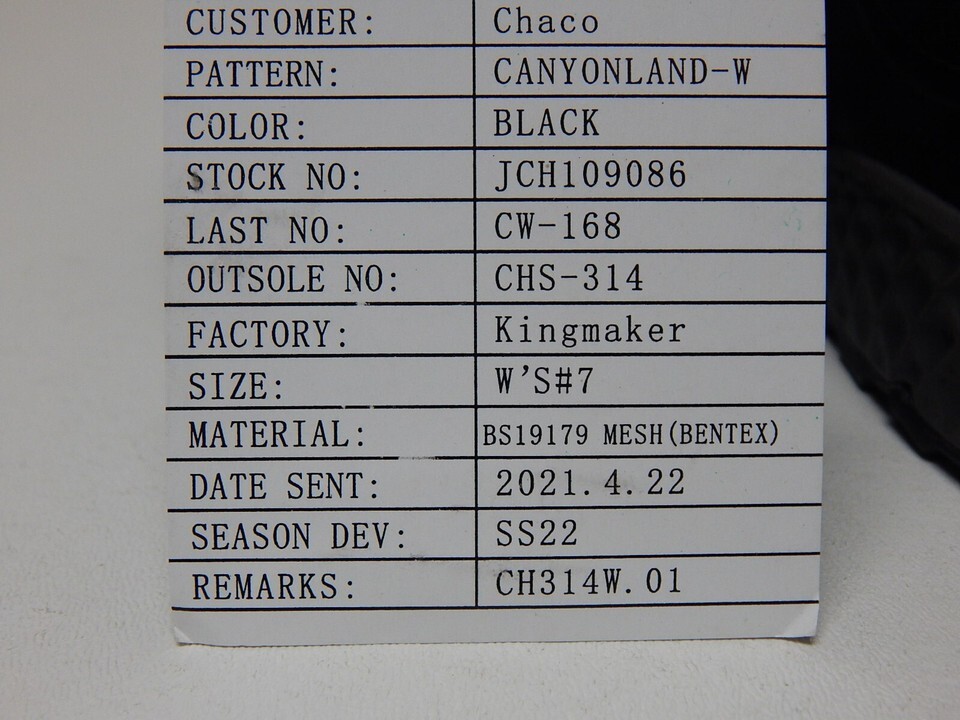 CUSTOMER: Chaco
PATTERN: CANYONLAND-W
COLOR: BLACK
STOCK NO: JCH109086
LAST NO: CW-168
OUTSOLE NO: CHS-314
FACTORY: Kingmaker
SIZE: W'S#7
MATERIAL: BS19179 MESH(BENTEX)
DATE SENT: 2021.4.22
SEASON DEV: SS22
REMARKS: CH314W.01